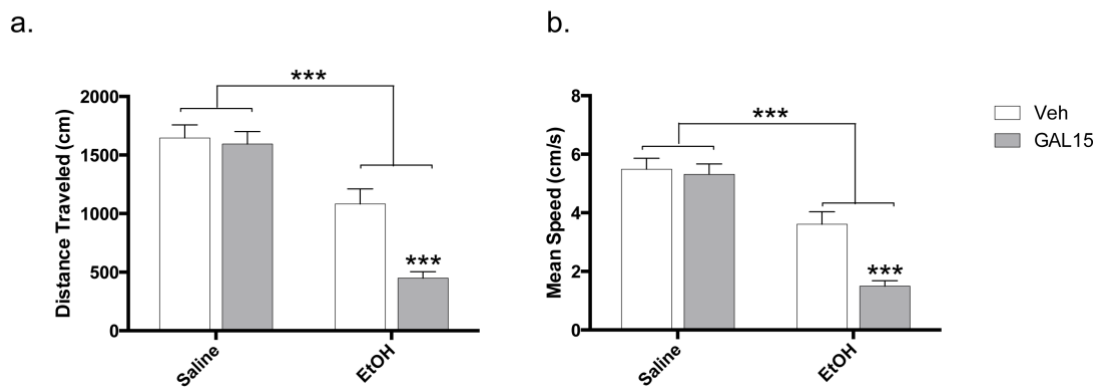 a.
***
Distance Traveled (cm)
2000
1500
1000
500
0
***
Saline
EtOH
b.
***
Mean Speed (cm/s)
8
6
4
2
0
***
Saline
EtOH
Veh
GAL15